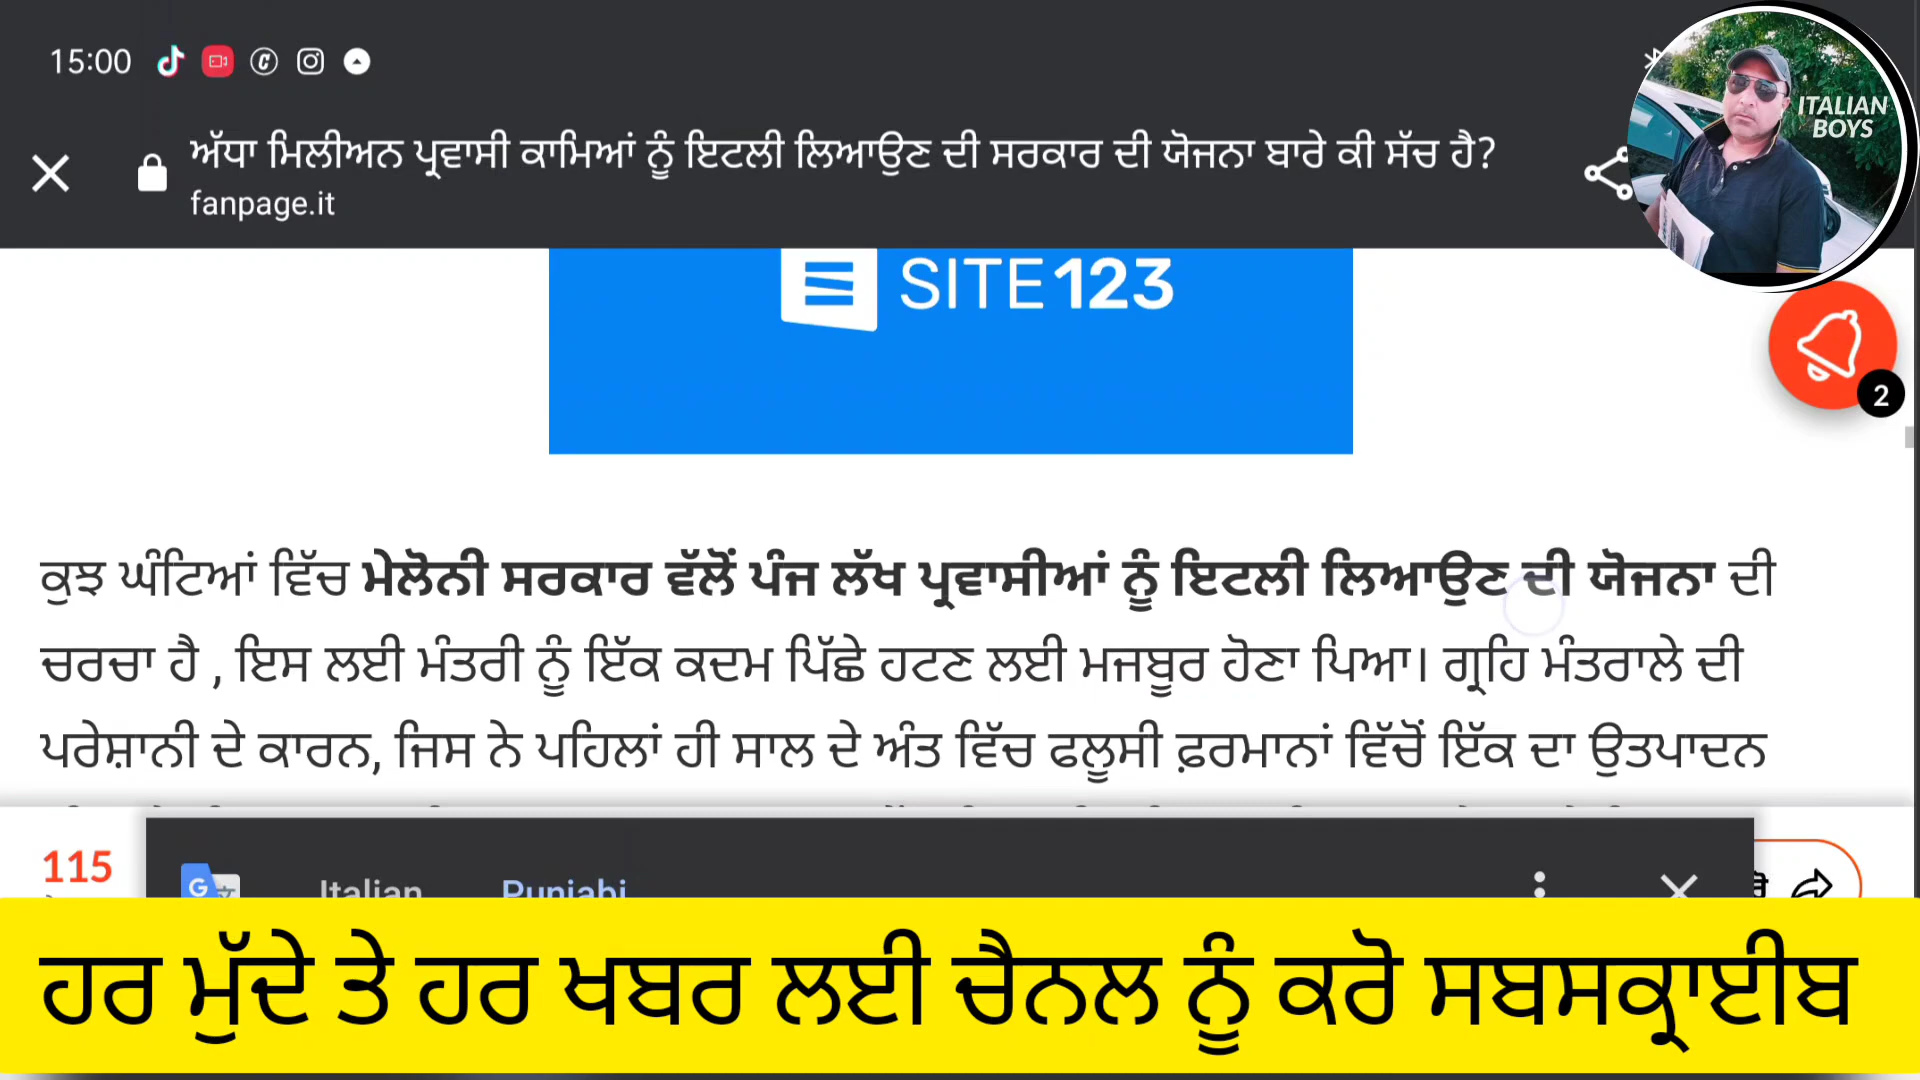 15:00
ਅੱਧਾ ਮਿਲੀਅਨ ਪ੍ਰਵਾਸੀ ਕਾਮਿਆਂ ਨੂੰ ਇਟਲੀ ਲਿਆਉਣ ਦੀ ਸਰਕਾਰ ਦੀ ਯੋਜਨਾ ਬਾਰੇ ਕੀ ਸੱਚ ਹੈ?
fanpage.it
ITALIAN
BOYS
SITE123
2
ਕੁਝ ਘੰਟਿਆਂ ਵਿੱਚ ਮੇਲੋਨੀ ਸਰਕਾਰ ਵੱਲੋਂ ਪੰਜ ਲੱਖ ਪ੍ਰਵਾਸੀਆਂ ਨੂੰ ਇਟਲੀ ਲਿਆਉਣ ਦੀ ਯੋਜਨਾ ਦੀ
ਚਰਚਾ ਹੈ , ਇਸ ਲਈ ਮੰਤਰੀ ਨੂੰ ਇੱਕ ਕਦਮ ਪਿੱਛੇ ਹਟਣ ਲਈ ਮਜਬੂਰ ਹੋਣਾ ਪਿਆ। ਗ੍ਰਹਿ ਮੰਤਰਾਲੇ ਦੀ
ਪਰੇਸ਼ਾਨੀ ਦੇ ਕਾਰਨ, ਜਿਸ ਨੇ ਪਹਿਲਾਂ ਹੀ ਸਾਲ ਦੇ ਅੰਤ ਵਿੱਚ ਫਲੂਸੀ ਫ਼ਰਮਾਨਾਂ ਵਿੱਚੋਂ ਇੱਕ ਦਾ ਉਤਪਾਦਨ
115
Italian Punjabi
ਹਰ ਮੁੱਦੇ ਤੇ ਹਰ ਖਬਰ ਲਈ ਚੈਨਲ ਨੂੰ ਕਰੋ ਸਬਸਕ੍ਰਾਈਬ